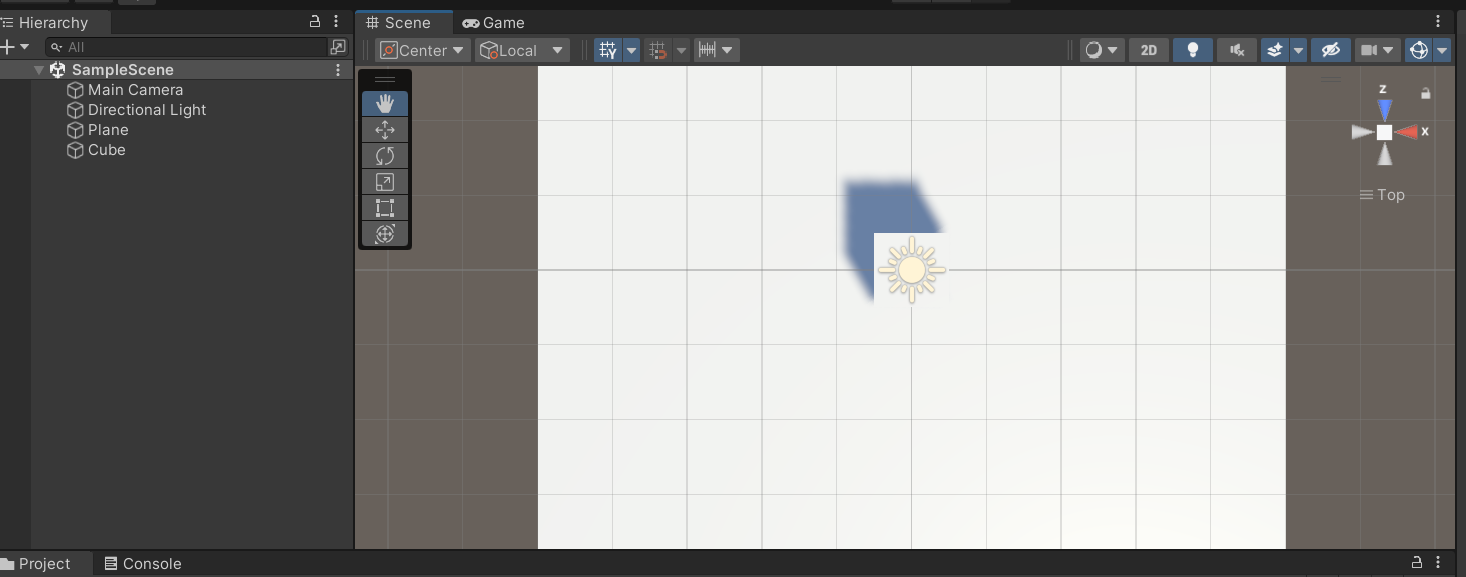 Hierarchy
All
SampleScene
Main Camera
Directional Light
Plane
Cube
Scene
Game
Center
Local
2D
z
x
Top
Project
Console